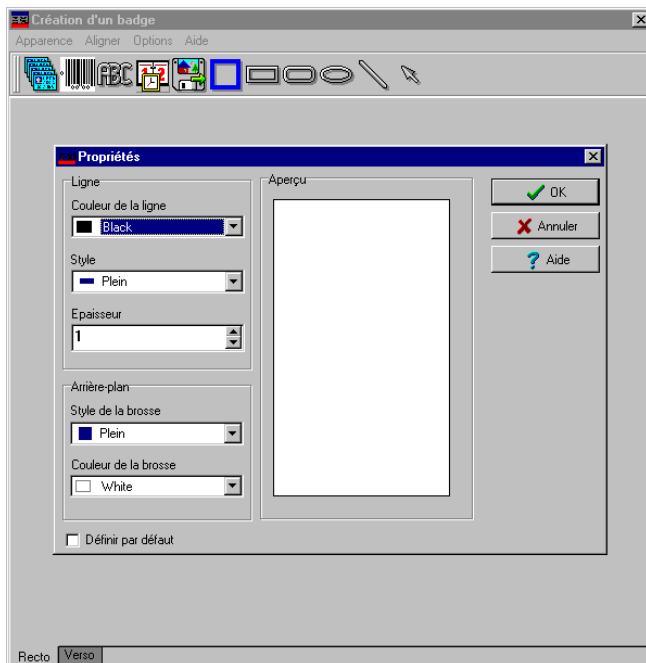 Création d'un badge
Apparence Aligner Options Aide
ABC
12
Propriétés
Ligne
Couleur de la ligne
Black
Style
Plein
Epaisseur
1
Arrière-plan
Style de la brosse
Plein
Couleur de la brosse
White
Définir par défaut
Aperçu
OK
Annuler
? Aide
Recto Verso